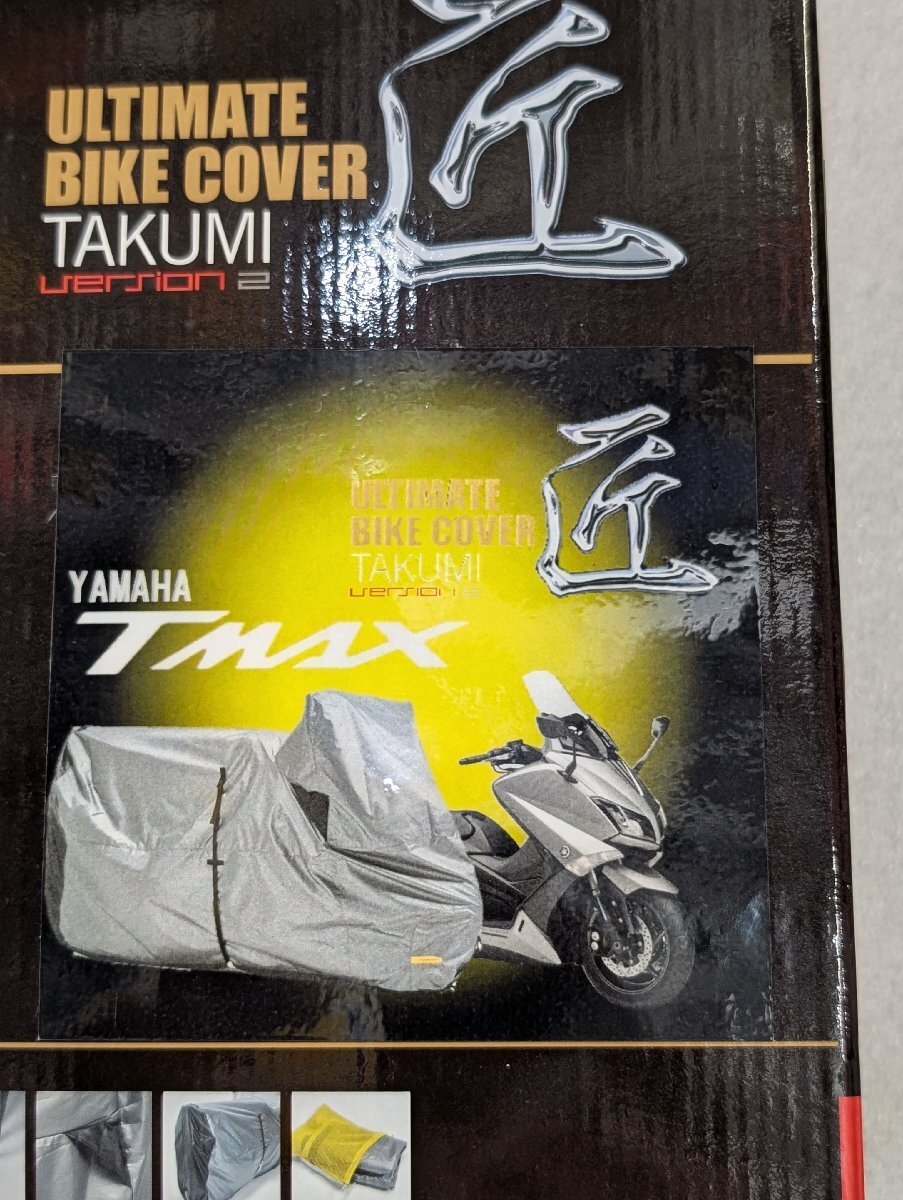 ULTIMATE
BIKE COVER
TAKUMI
version 2
匠
ULTIMATE
BIKE COVER
TAKUMI
version 2
匠
YAMAHA
TMAX